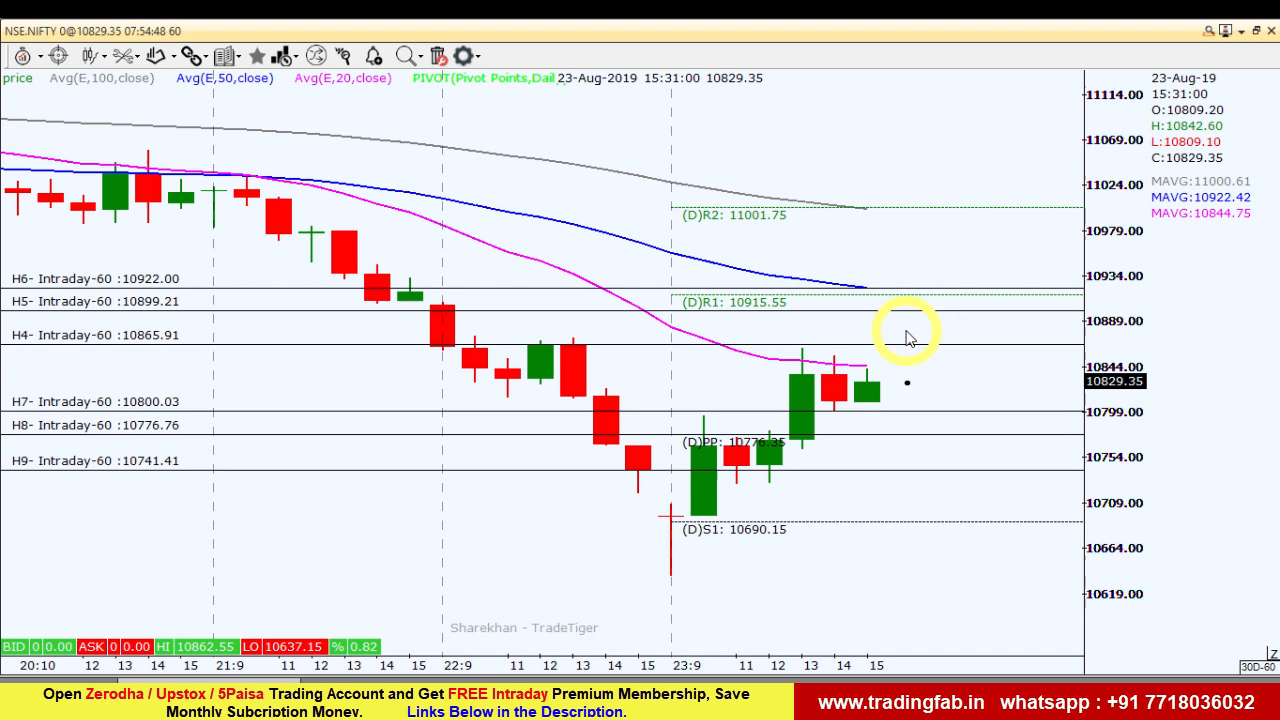 NSE.NIFTY 0@10829.35 07:54:48 60
price Avg(E,100,close) Avg(E,50,close) Avg(E,20,close) PIVOT(Pivot Points,Dail 23-Aug-2019 15:31:00 10829.35
23-Aug-19
15:31:00
O:10809.20
H:10842.60
L:10809.10
C:10829.35
MAVG:11000.61
MAVG:10922.42
MAVG:10844.75
11114.00
11069.00
11024.00
10979.00
10934.00
10889.00
10844.00
10829.35
10799.00
10754.00
10709.00
10664.00
10619.00
(D)R2: 11001.75
H6- Intraday-60 :10922.00
H5- Intraday-60 :10899.21
(D)R1: 10915.55
H4- Intraday-60 :10865.91
H7- Intraday-60 :10800.03
H8- Intraday-60 :10776.76
(D)PP: 10776.35
H9- Intraday-60 :10741.41
(D)S1: 10690.15
Sharekhan - TradeTiger
BID 0 0.00 ASK 0 0.00 HI 10862.55 LO 10637.15 % 0.82
20:10 12 13 14 15 21:9 11 12 13 14 15 22:9 11 12 13 14 15 23:9 11 12 13 14 15
Z
30D-60
Open Zerodha / Upstox / 5Paisa Trading Account and Get FREE Intraday Premium Membership, Save
Monthly Subcription Money. Links Below in the Description.
www.tradingfab.in whatsapp : +91 7718036032